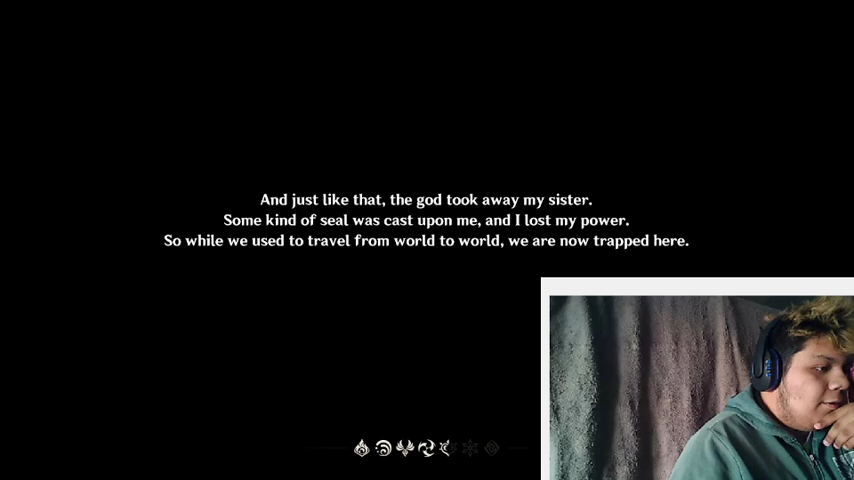 And just like that, the god took away my sister.
Some kind of seal was cast upon me, and I lost my power.
So while we used to travel from world to world, we are now trapped here.